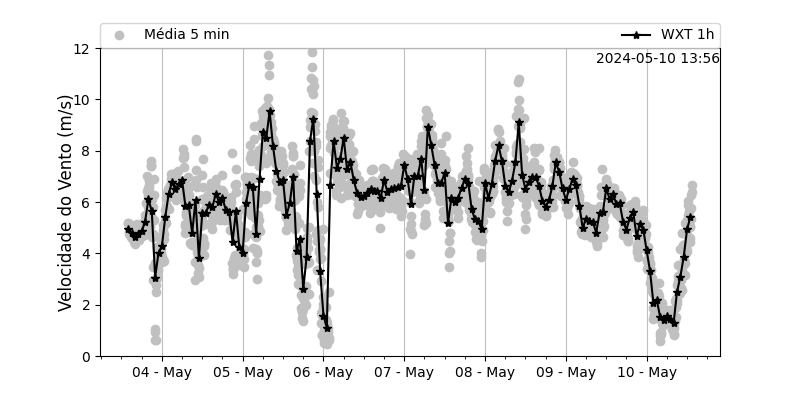 Média 5 min
WXT 1h
2024-05-10 13:56
Velocidade do Vento (m/s)
12
10
8
6
4
2
0
04 - May
05 - May
06 - May
07 - May
08 - May
09 - May
10 - May